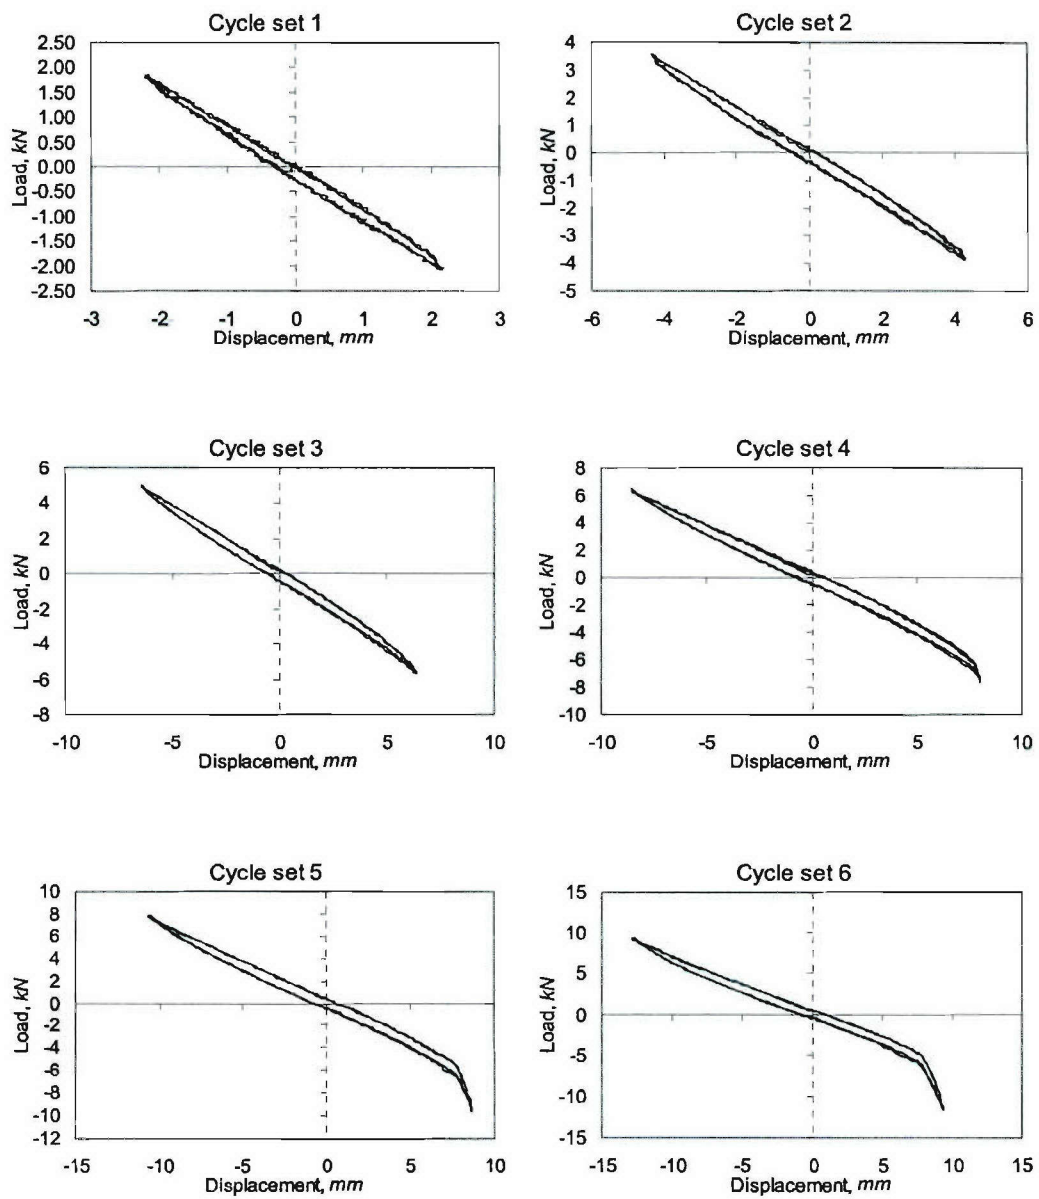 Cycle set 1
2.50
2.00
1.50
1.00
0.50
0.00
-0.50
-1.00
-1.50
-2.00
-2.50
Load, kN
-3 -2 -1 0 1 2 3
Displacement, mm
Cycle set 2
4
3
2
1
0
-1
-2
-3
-4
-5
Load, kN
-6 -4 -2 0 2 4 6
Displacement, mm
Cycle set 3
6
4
2
0
-2
-4
-6
-8
Load, kN
-10 -5 0 5 10
Displacement, mm
Cycle set 4
8
6
4
2
0
-2
-4
-6
-8
-10
Load, kN
-10 -5 0 5 10
Displacement, mm
Cycle set 5
10
8
6
4
2
0
-2
-4
-6
-8
-10
-12
Load, kN
-15 -10 -5 0 5 10
Displacement, mm
Cycle set 6
15
10
5
0
-5
-10
-15
Load, kN
-15 -10 -5 0 5 10 15
Displacement, mm